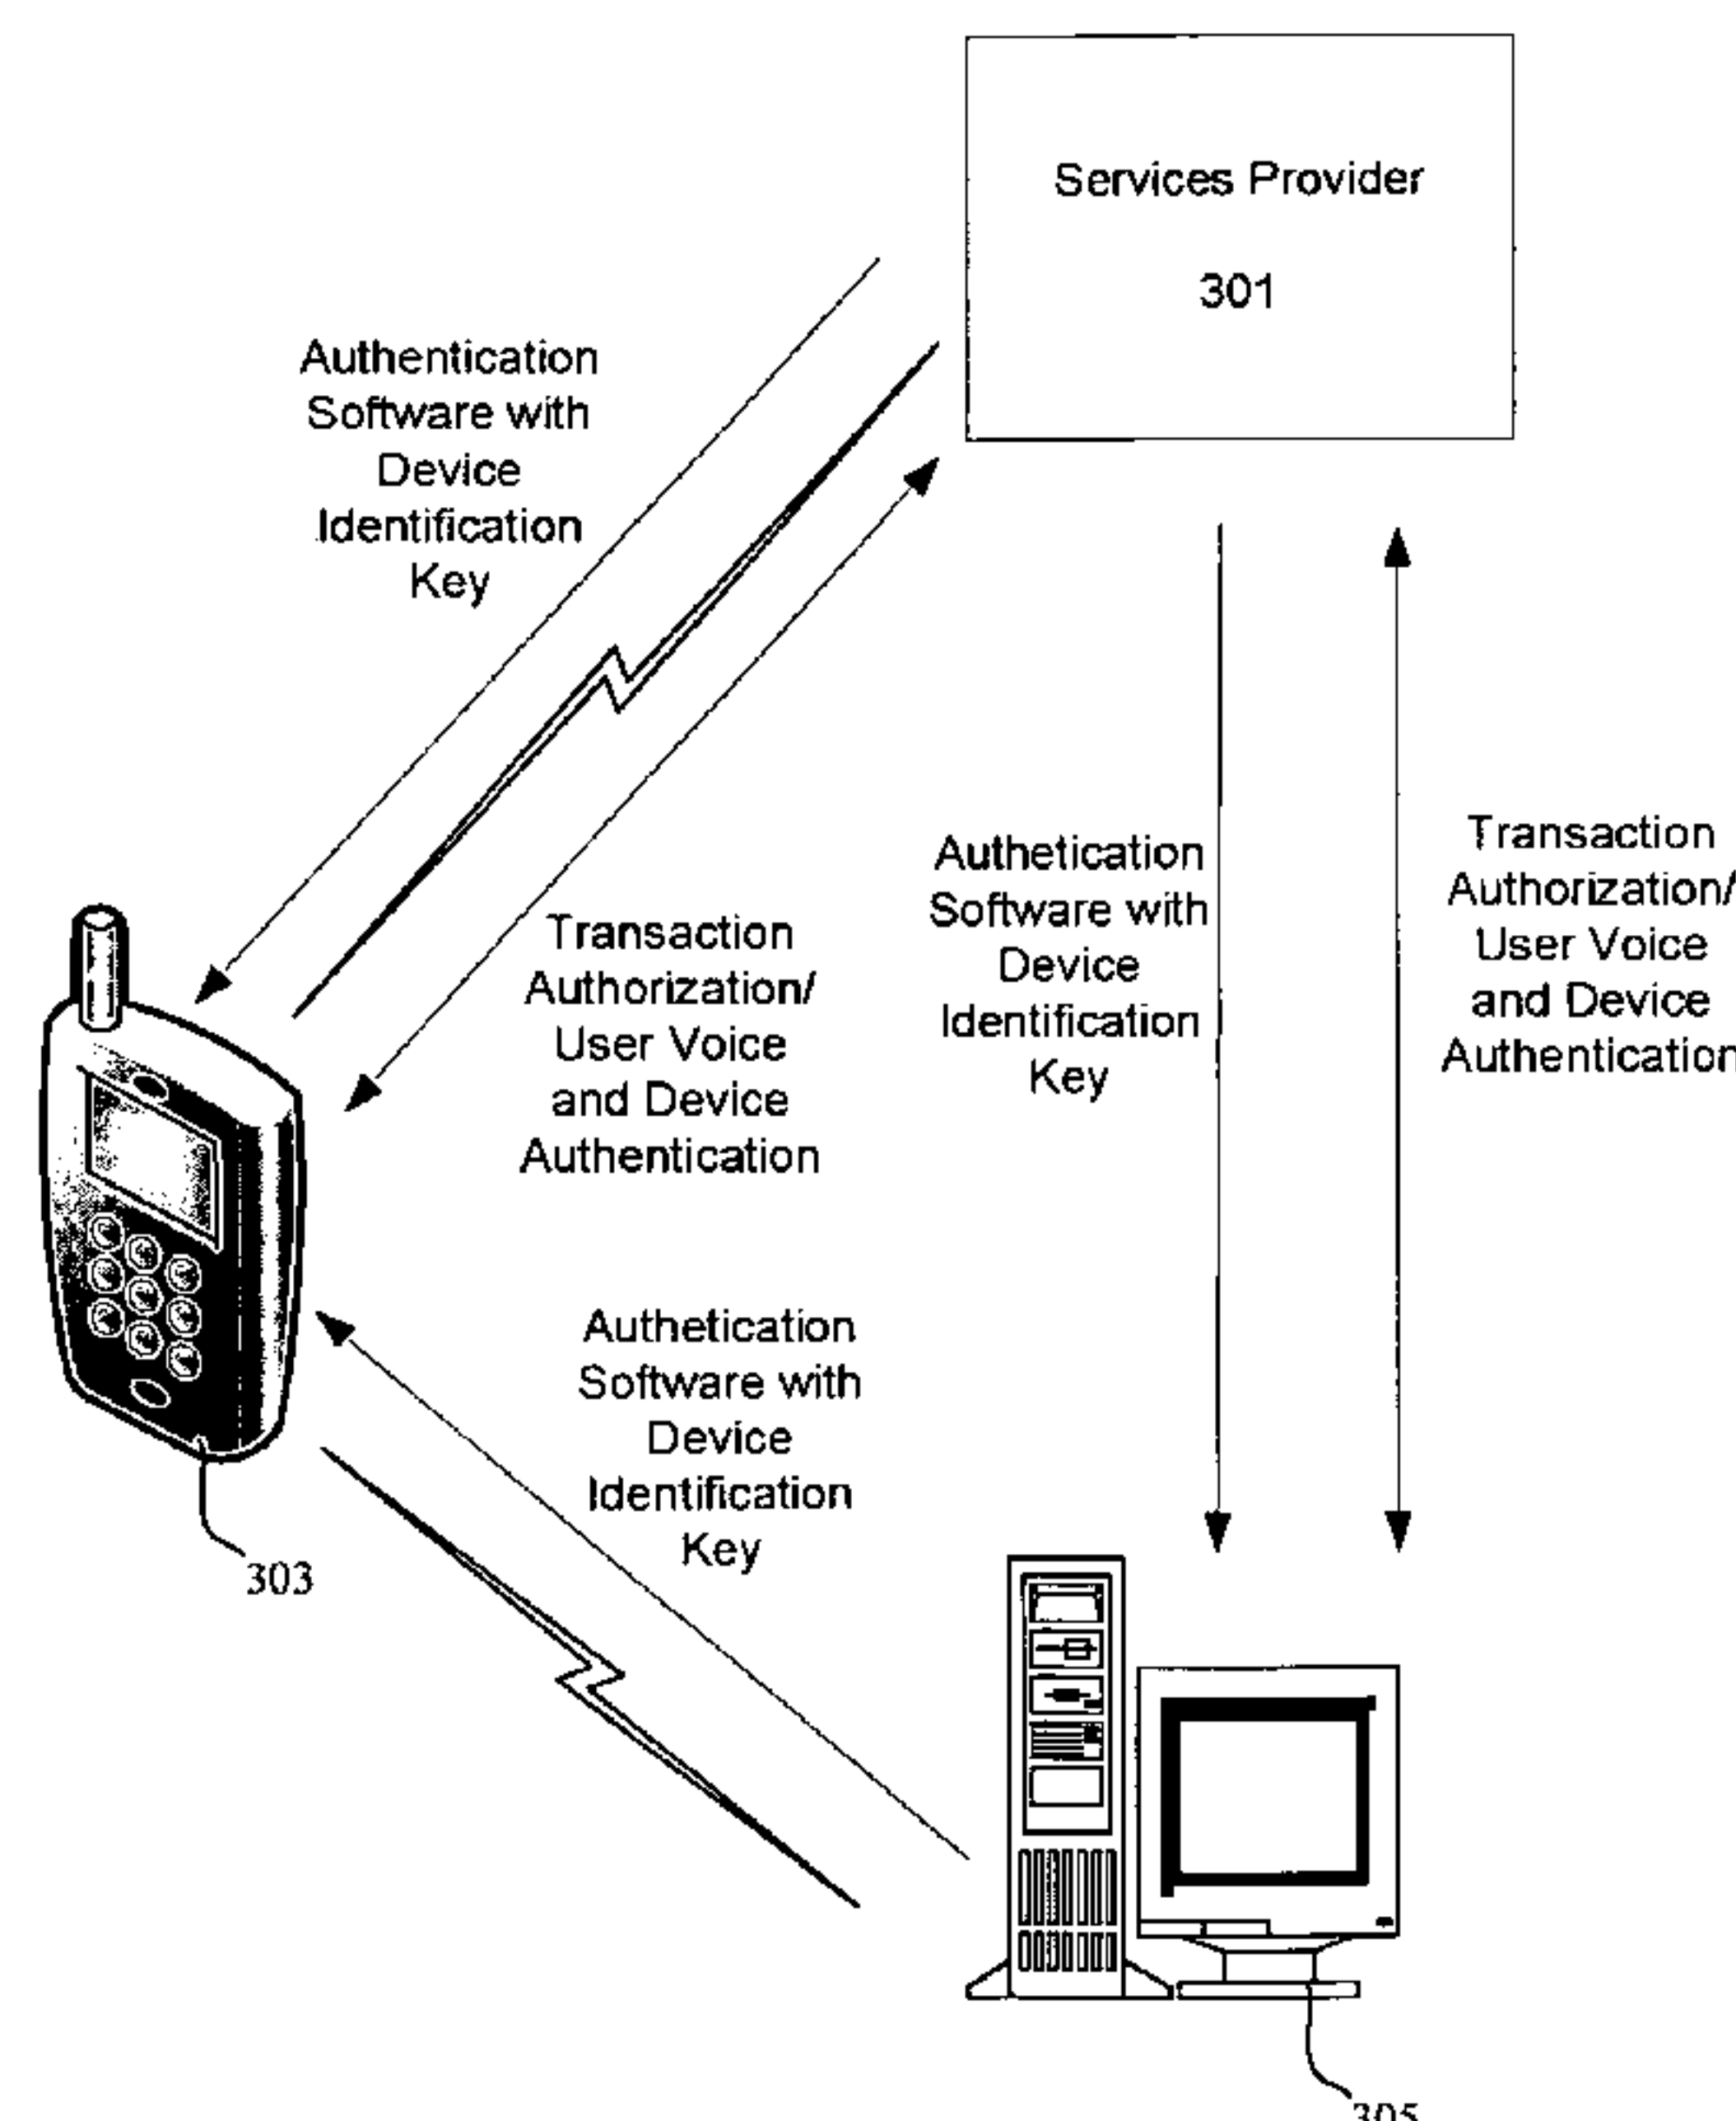 Services Provider
301
Authentication
Software with
Device
Identification
Key
Transaction
Authorization/
User Voice
and Device
Authentication
Authetication
Software with
Device
Identification
Key
Transaction
Authorization/
User Voice
and Device
Authentication
Authetication
Software with
Device
Identification
Key
303
305